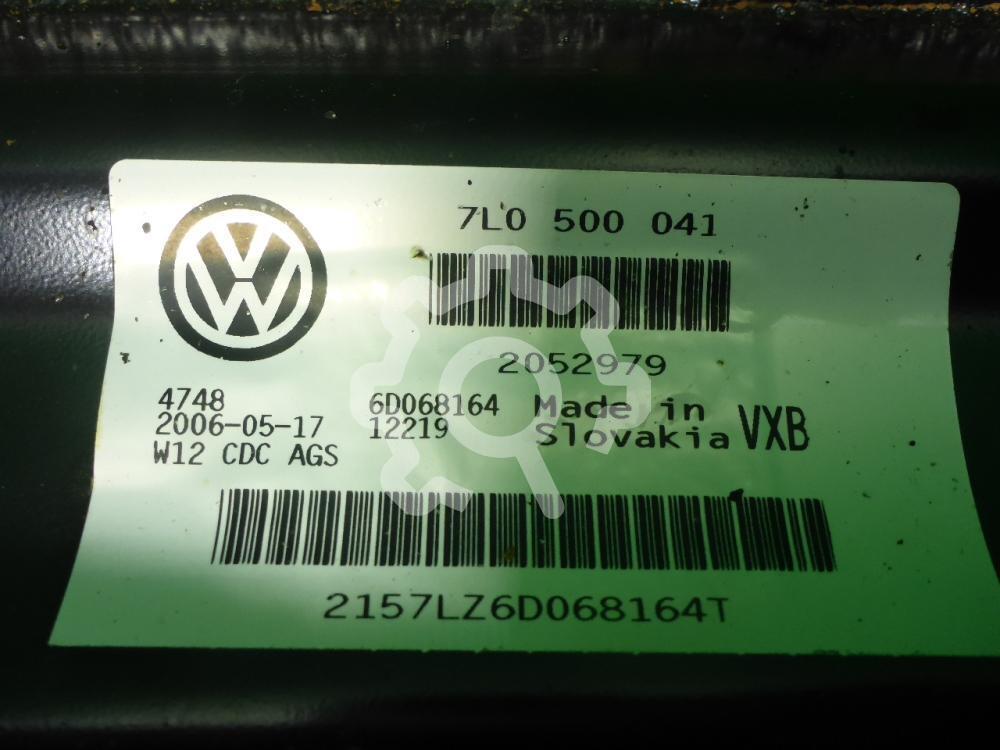 7L0 500 041
2052979
4748 6D068164 Made in
2006-05-17 12219 Slovakia VXB
W12 CDC AGS
2157LZ6D068164T